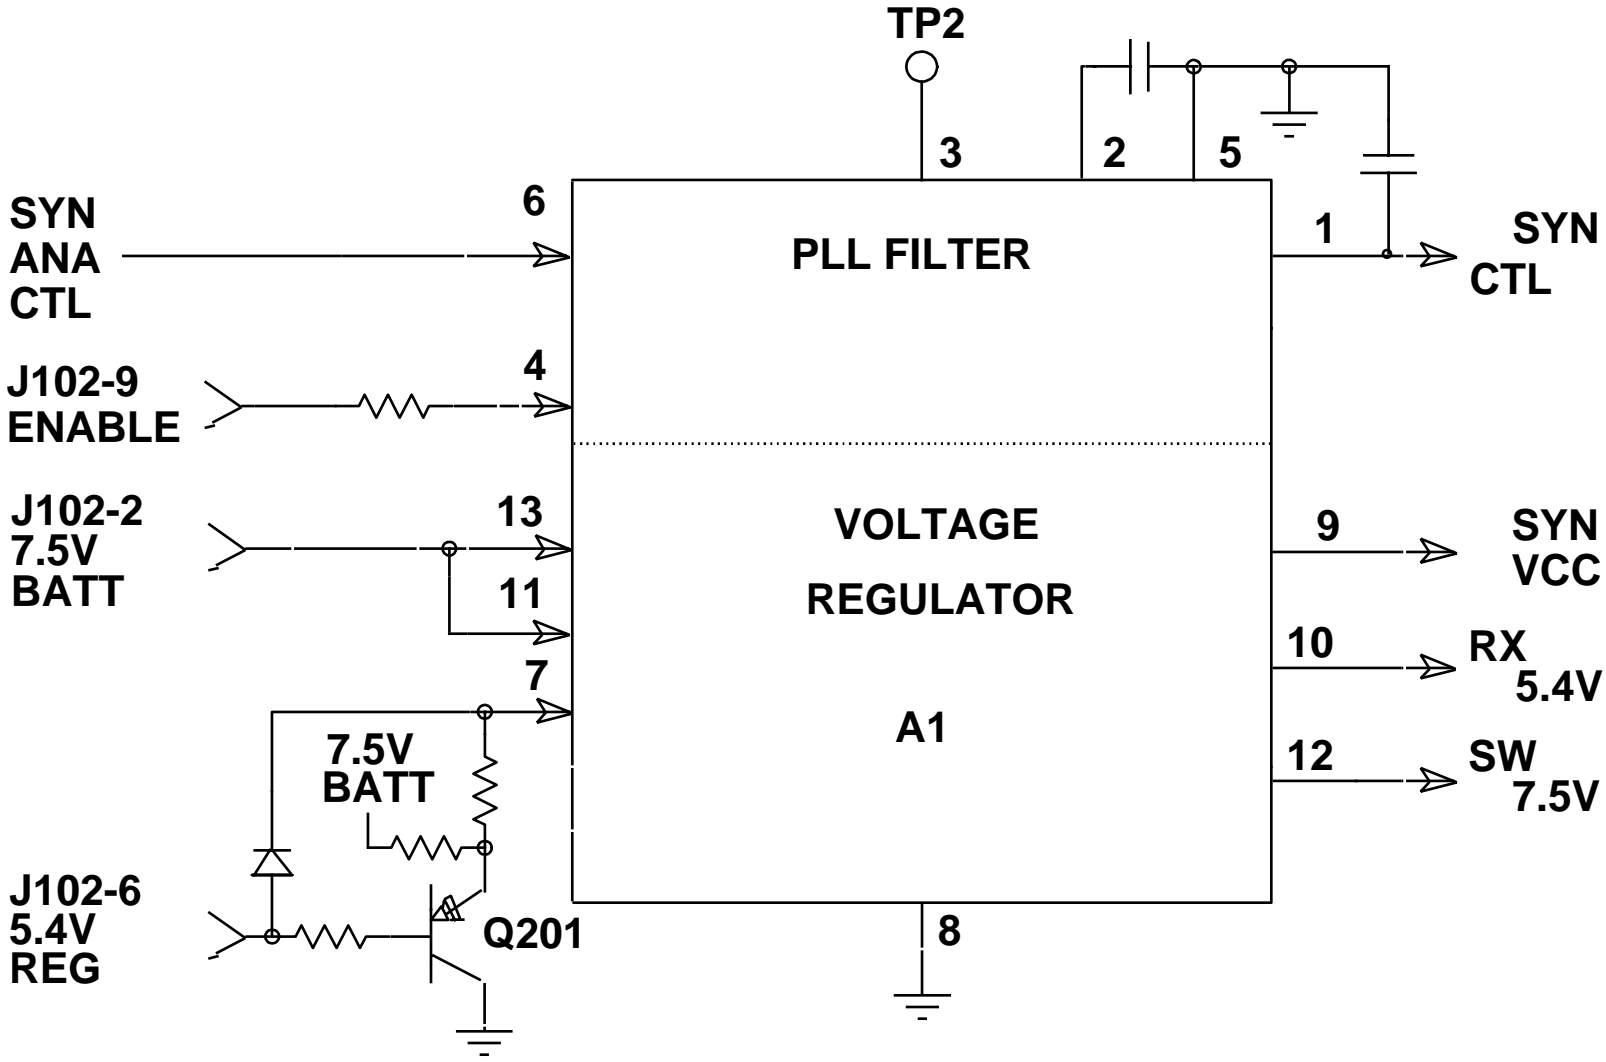 TP2
3
2
5
6
SYN
ANA
CTL
PLL FILTER
1
SYN
CTL
4
J102-9
ENABLE
13
J102-2
7.5V
BATT
11
VOLTAGE
REGULATOR
A1
9
SYN
VCC
10
RX
5.4V
12
SW
7.5V
7
7.5V
BATT
J102-6
5.4V
REG
Q201
8